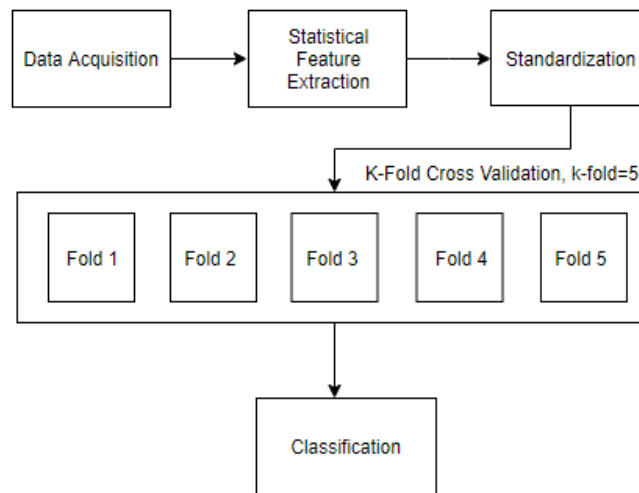 Data Acquisition
Statistical
Feature
Extraction
Standardization
K-Fold Cross Validation, k-fold=5
Fold 1
Fold 2
Fold 3
Fold 4
Fold 5
Classification